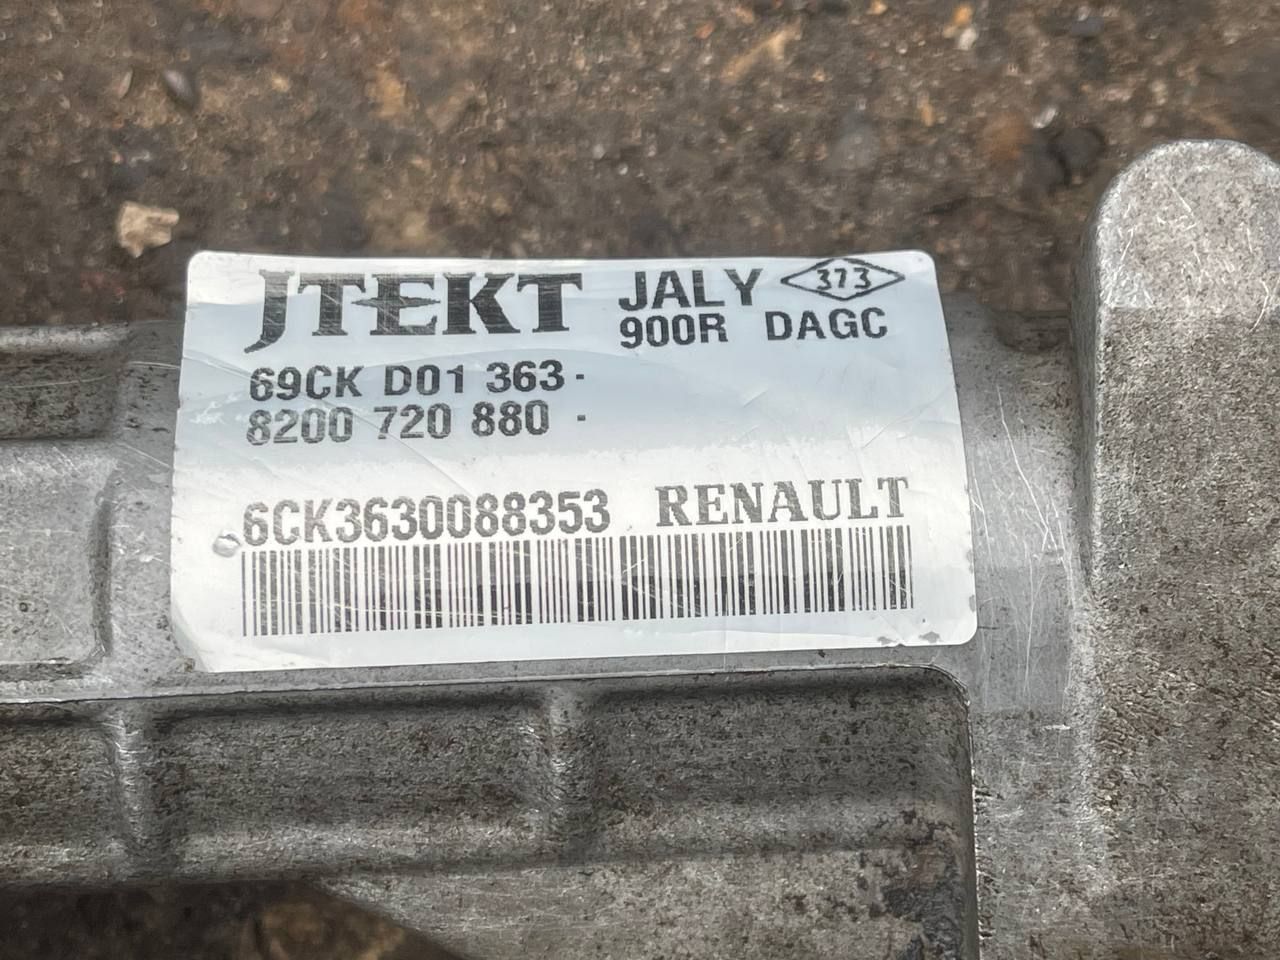 JTEKT JALY 373
900R DAGC
69CK D01 363-
8200 720 880 -
6CK3630088353 RENAULT